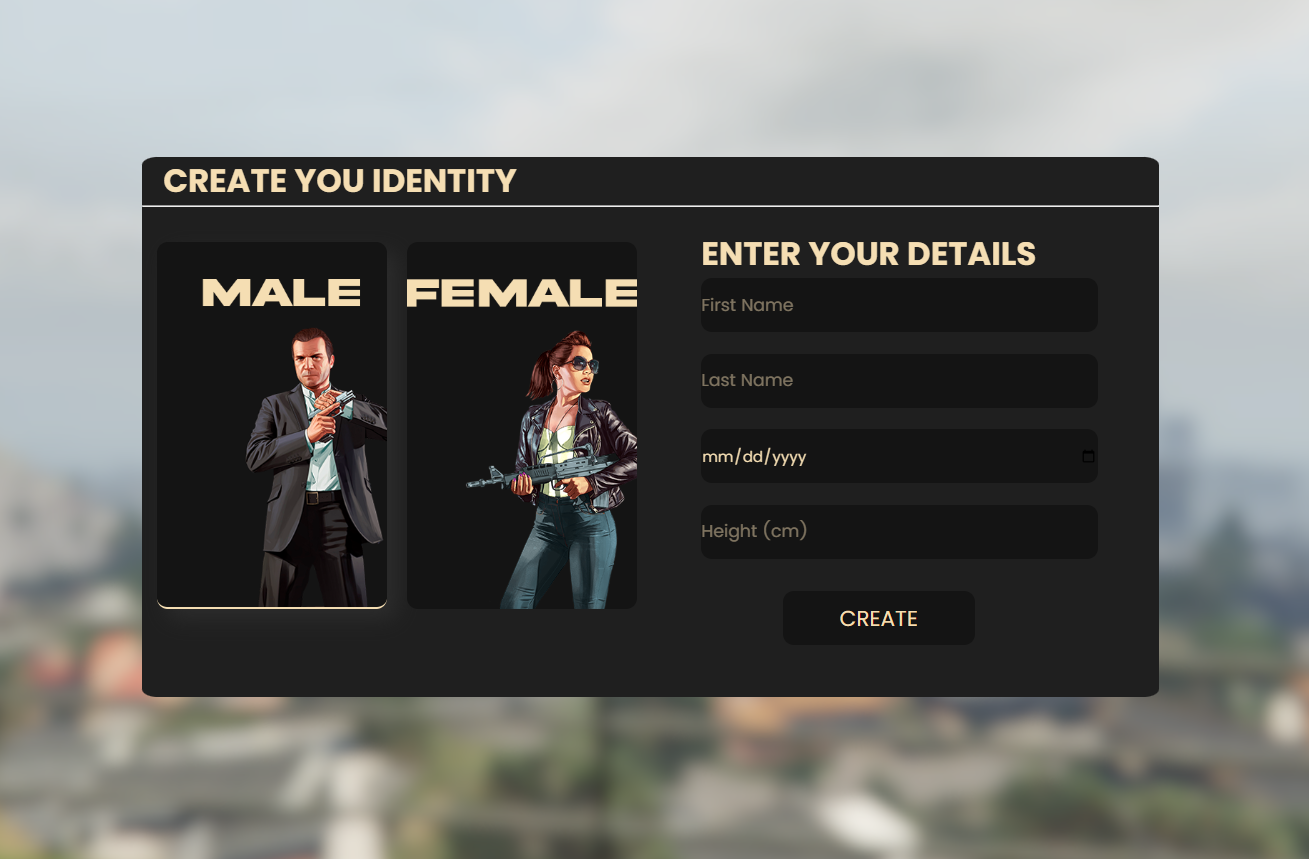 CREATE YOU IDENTITY
MALE
FEMALE
ENTER YOUR DETAILS
First Name
Last Name
mm/dd/yyyy
Height (cm)
CREATE